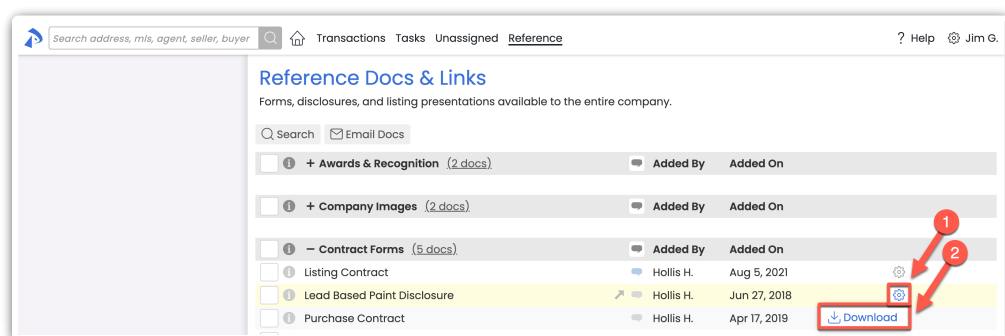 Search address, mls, agent, seller, buyer Transactions Tasks Unassigned Reference ? Help Jim G.
Reference Docs & Links
Forms, disclosures, and listing presentations available to the entire company.
Search Email Docs
+ Awards & Recognition (2 docs) Added By Added On
+ Company Images (2 docs) Added By Added On
1
− Contract Forms (5 docs) Added By Added On
2
Listing Contract Hollis H. Aug 5, 2021
Lead Based Paint Disclosure Hollis H. Jun 27, 2018
Purchase Contract Hollis H. Apr 17, 2019 Download